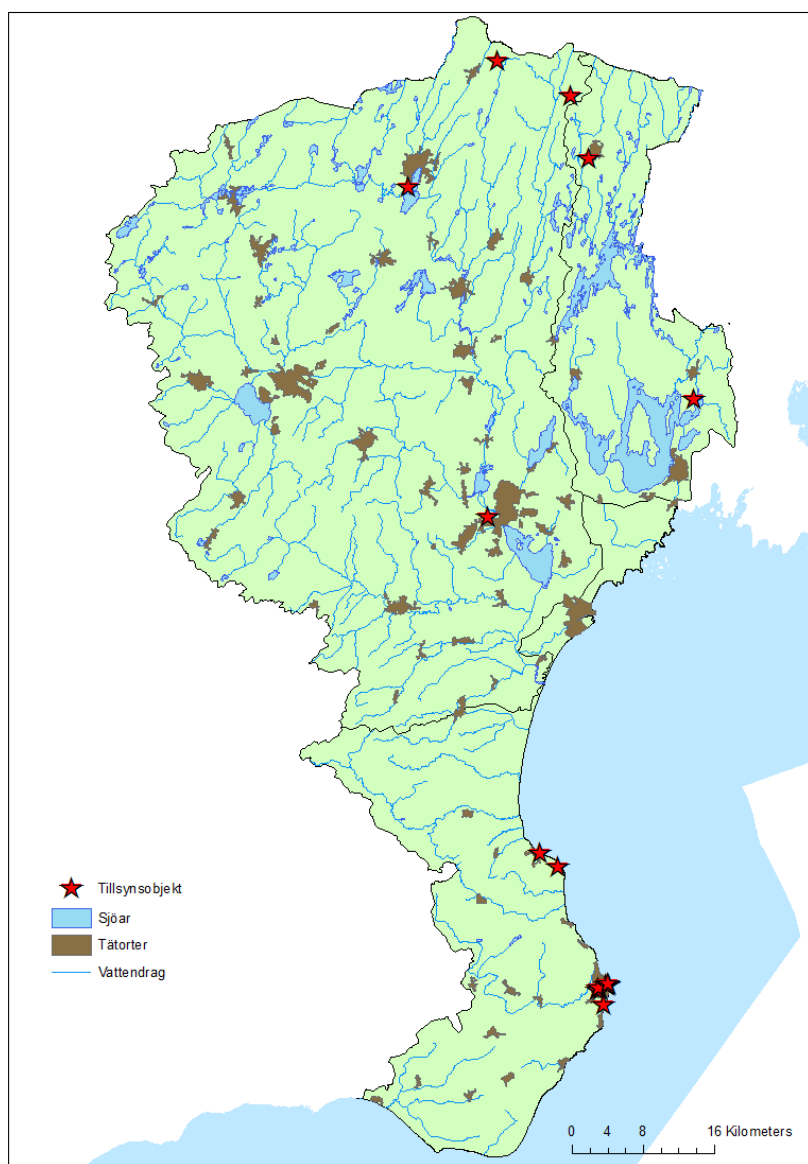 Tillsynsobjekt
Sjöar
Tätorter
Vattendrag
0 4 8 16 Kilometers